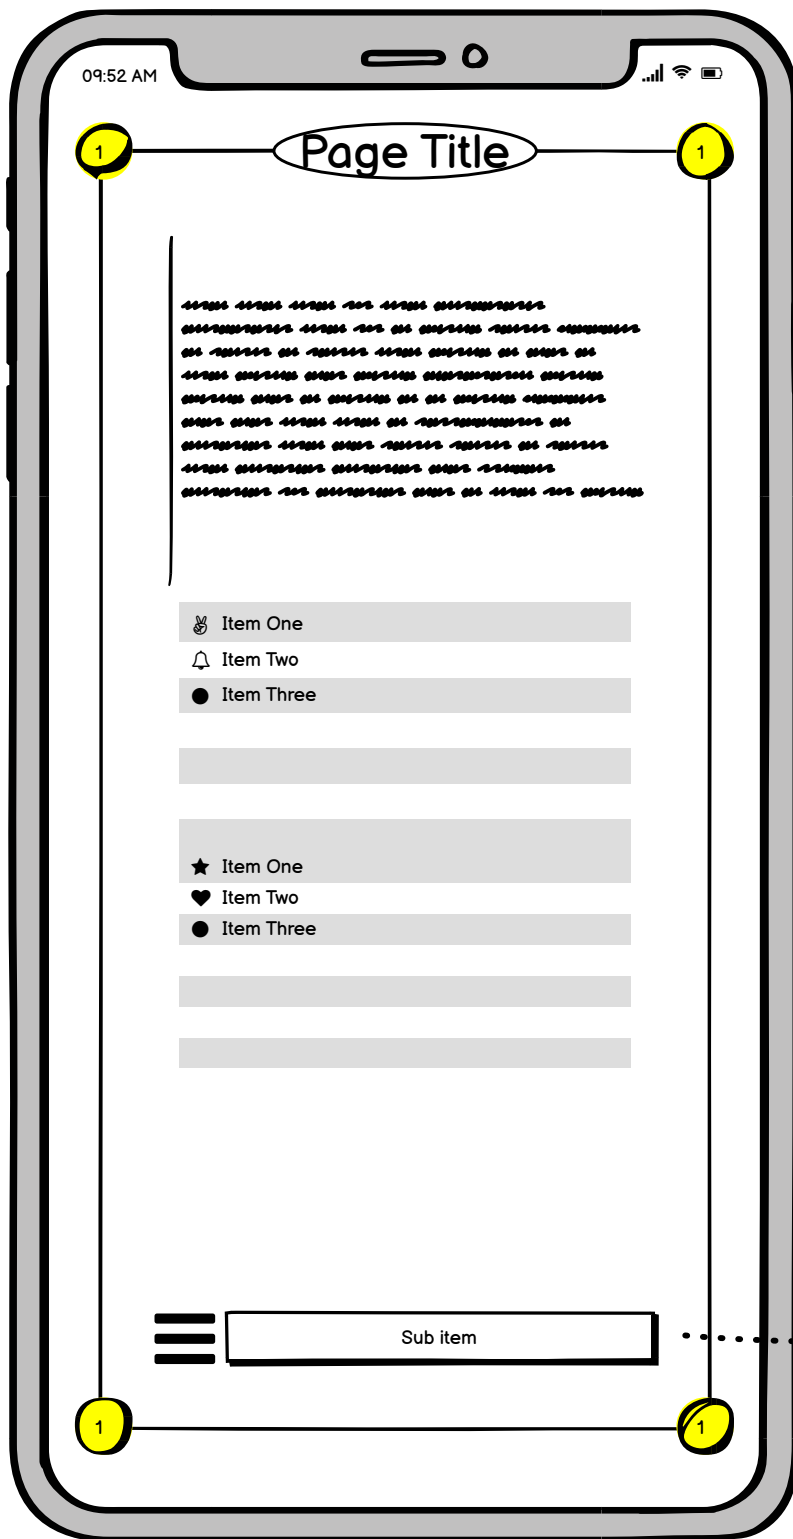 09:52 AM
1 Page Title 1
Item One
Item Two
Item Three
Item One
Item Two
Item Three
Sub item
1 1